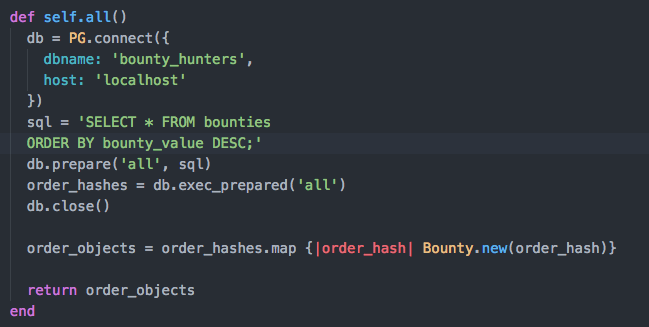 def self.all()
  db = PG.connect({
    dbname: 'bounty_hunters',
    host: 'localhost'
  })
  sql = 'SELECT * FROM bounties
  ORDER BY bounty_value DESC;'
  db.prepare('all', sql)
  order_hashes = db.exec_prepared('all')
  db.close()
  order_objects = order_hashes.map {|order_hash| Bounty.new(order_hash)}
  return order_objects
end